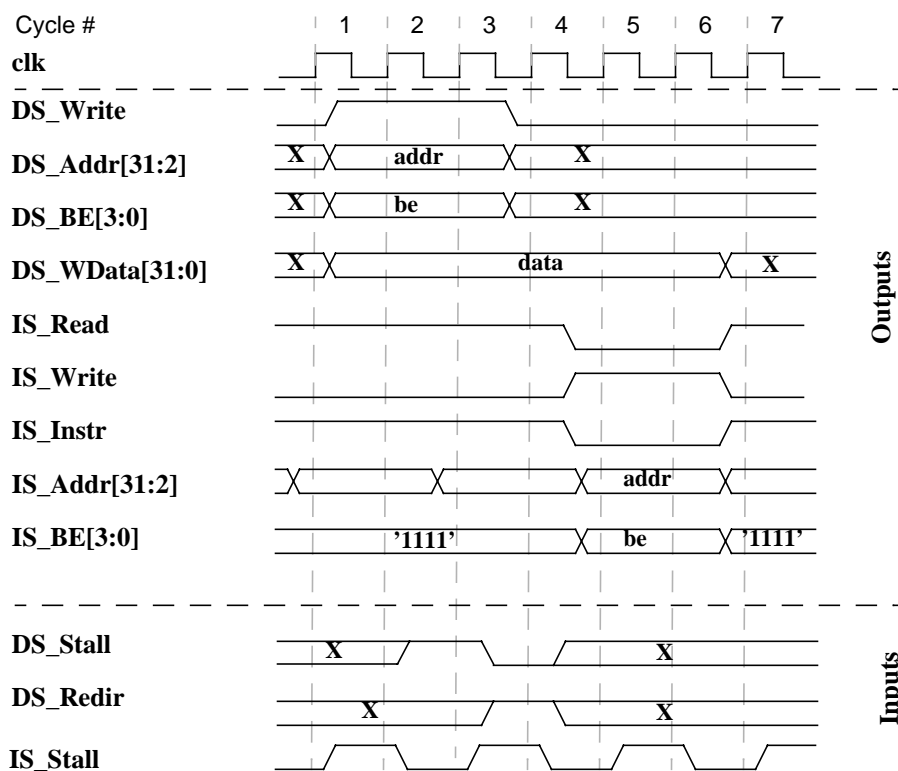 Cycle # 1 2 3 4 5 6 7
clk
DS_Write
DS_Addr[31:2] X addr X
DS_BE[3:0] X be X
DS_WData[31:0] X data X
IS_Read
IS_Write
IS_Instr
IS_Addr[31:2] addr
IS_BE[3:0] ’1111’ be ’1111’
Outputs
DS_Stall X X
DS_Redir X X
IS_Stall
Inputs